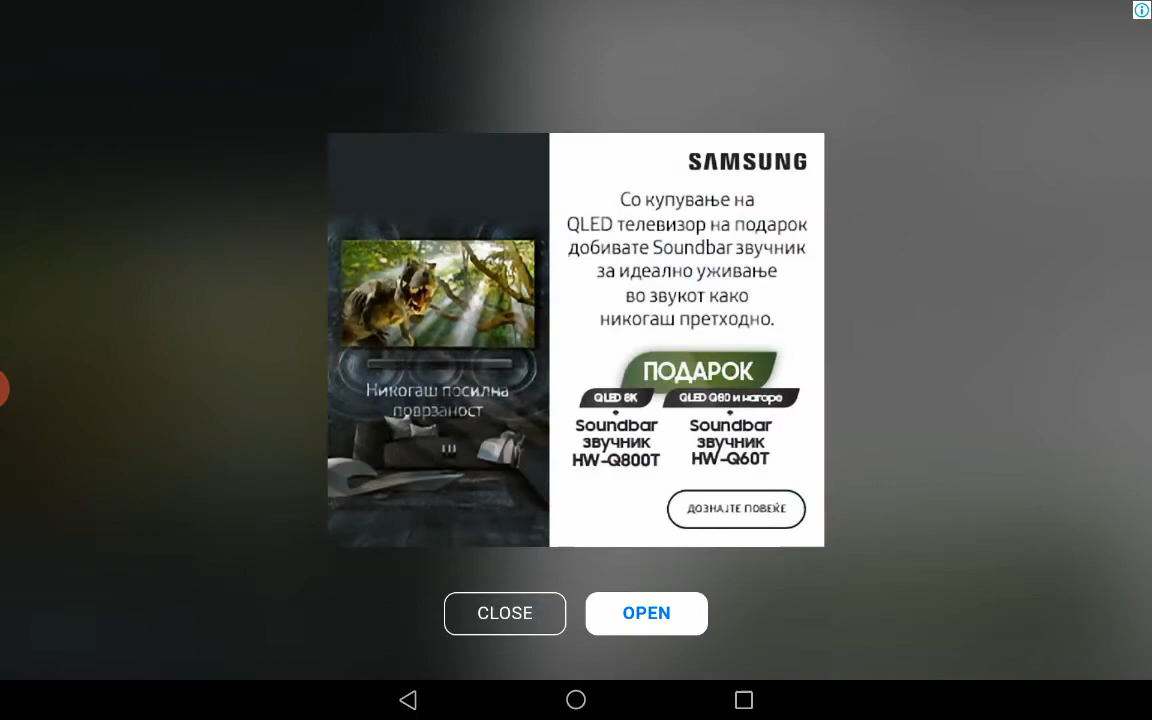 SAMSUNG
Со купување на
QLED телевизор на подарок
добивате Soundbar звучник
за идеално уживање
во звукот како
никогаш претходно.
Никогаш посилна
поврзаност
ПОДАРОК
QLED 8K
QLED Q80 и нагоре
Soundbar
звучник
HW-Q800T
Soundbar
звучник
HW-Q60T
ДОЗНАЈТЕ ПОВЕЌЕ
CLOSE
OPEN